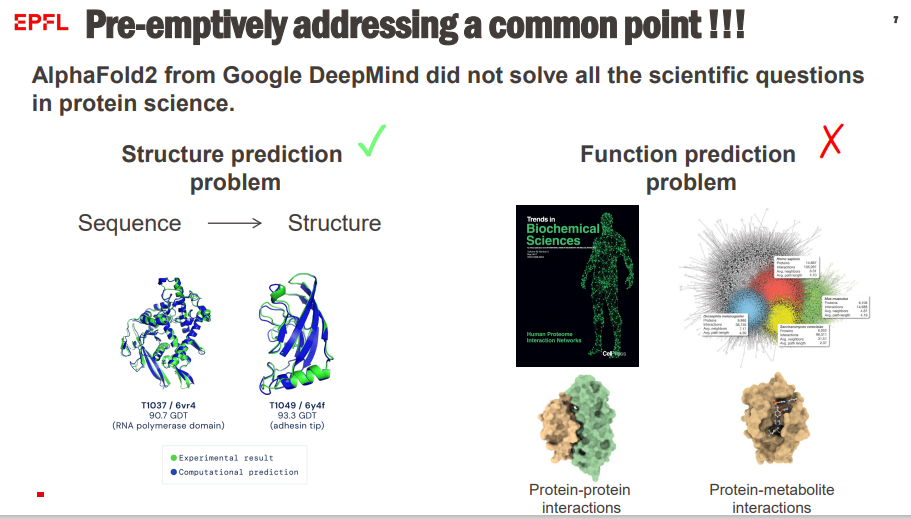 EPFL
Pre-emptively addressing a common point !!!
7
AlphaFold2 from Google DeepMind did not solve all the scientific questions
in protein science.
Structure prediction
problem
Sequence
Structure
T1037 / 6vr4
90.7 GDT
(RNA polymerase domain)
T1049 / 6y4f
93.3 GDT
(adhesin tip)
Experimental result
Computational prediction
Function prediction
problem
Trends in
Biochemical
Sciences
Human Proteome
Interaction Networks
Homo sapiens
Proteins
Interactions
Avg. neighbors
Avg. path length
Mus musculus
Proteins
Interactions
Avg. neighbors
Avg. path length
Drosophila melanogaster
Proteins
Interactions
Avg. neighbors
Avg. path length
Saccharomyces cerevisiae
Proteins
Interactions
Avg. neighbors
Avg. path length
Protein-protein
interactions
Protein-metabolite
interactions